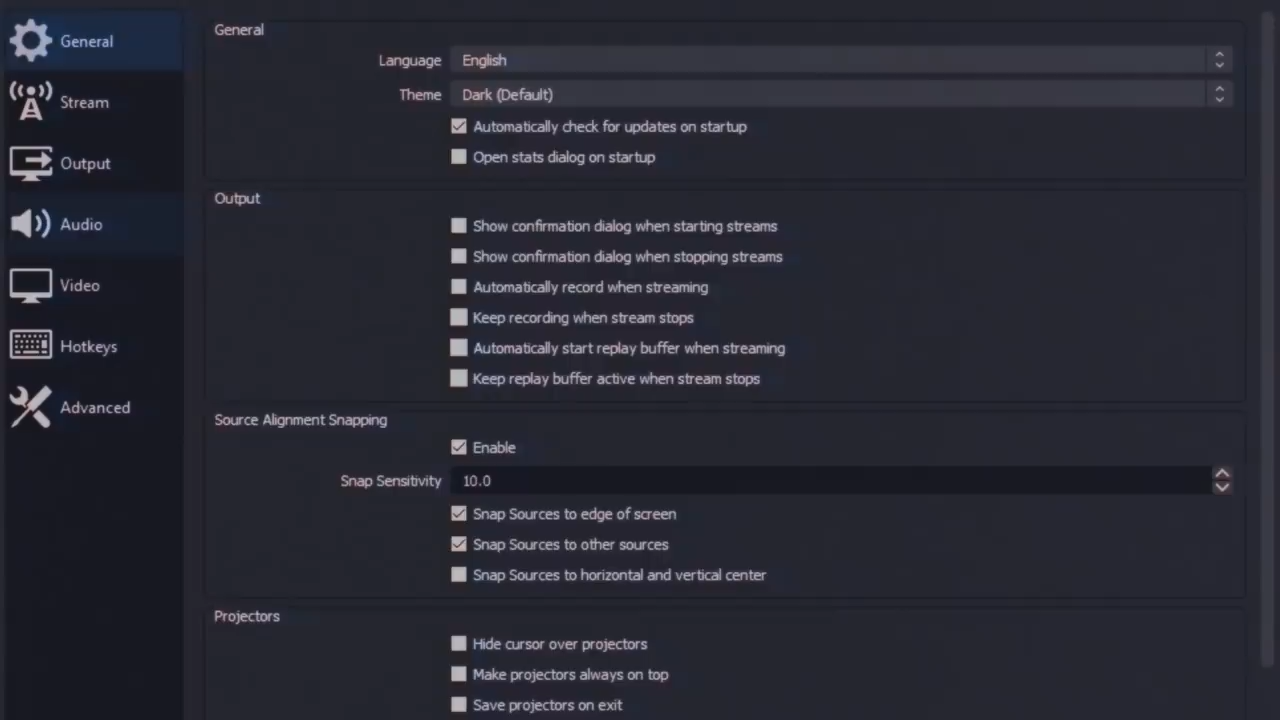 General
Stream
Output
Audio
Video
Hotkeys
Advanced
General
Language English
Theme Dark (Default)
Automatically check for updates on startup
Open stats dialog on startup
Output
Show confirmation dialog when starting streams
Show confirmation dialog when stopping streams
Automatically record when streaming
Keep recording when stream stops
Automatically start replay buffer when streaming
Keep replay buffer active when stream stops
Source Alignment Snapping
Enable
Snap Sensitivity 10.0
Snap Sources to edge of screen
Snap Sources to other sources
Snap Sources to horizontal and vertical center
Projectors
Hide cursor over projectors
Make projectors always on top
Save projectors on exit